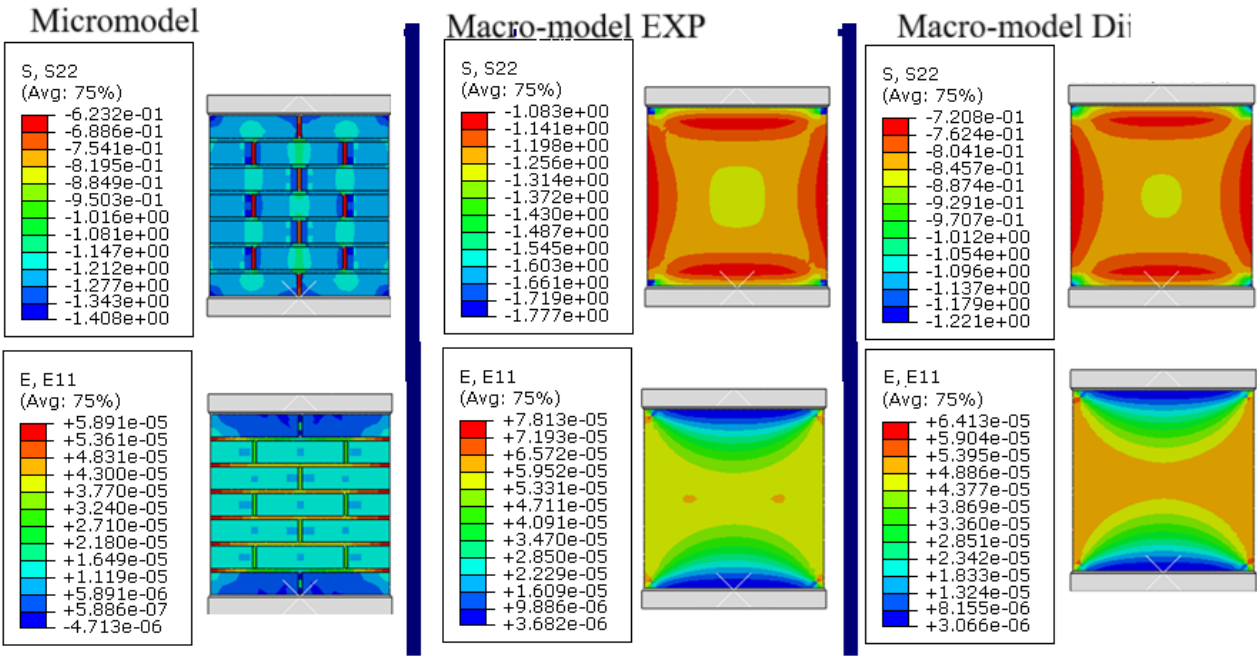 Micromodel
S, S22
(Avg: 75%)
-6.232e-01
-6.886e-01
-7.541e-01
-8.195e-01
-8.849e-01
-9.503e-01
-1.016e+00
-1.081e+00
-1.147e+00
-1.212e+00
-1.277e+00
-1.343e+00
-1.408e+00
E, E11
(Avg: 75%)
+5.891e-05
+5.361e-05
+4.831e-05
+4.300e-05
+3.770e-05
+3.240e-05
+2.710e-05
+2.180e-05
+1.649e-05
+1.119e-05
+5.891e-06
+5.886e-07
-4.713e-06
Macro-model EXP
S, S22
(Avg: 75%)
-1.083e+00
-1.141e+00
-1.198e+00
-1.256e+00
-1.314e+00
-1.372e+00
-1.430e+00
-1.487e+00
-1.545e+00
-1.603e+00
-1.661e+00
-1.719e+00
-1.777e+00
E, E11
(Avg: 75%)
+7.813e-05
+7.193e-05
+6.572e-05
+5.952e-05
+5.331e-05
+4.711e-05
+4.091e-05
+3.470e-05
+2.850e-05
+2.229e-05
+1.609e-05
+9.886e-06
+3.682e-06
Macro-model Dii
S, S22
(Avg: 75%)
-7.208e-01
-7.624e-01
-8.041e-01
-8.457e-01
-8.874e-01
-9.291e-01
-9.707e-01
-1.012e+00
-1.054e+00
-1.096e+00
-1.137e+00
-1.179e+00
-1.221e+00
E, E11
(Avg: 75%)
+6.413e-05
+5.904e-05
+5.395e-05
+4.886e-05
+4.377e-05
+3.869e-05
+3.360e-05
+2.851e-05
+2.342e-05
+1.833e-05
+1.324e-05
+8.155e-06
+3.066e-06